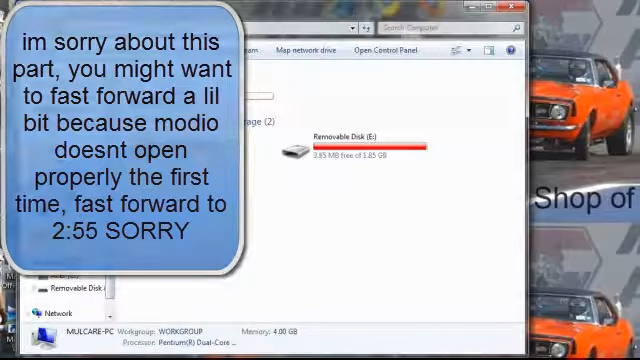 Search Computer
Map network drive
Open Control Panel
im sorry about this
part, you might want
to fast forward a lil
bit because modio
doesnt open
properly the first
time, fast forward to
2:55 SORRY
(2)
Removable Disk (E:)
3.65 MB free of 1.85 GB
Shop of
Removable Disk
Network
MULCARE-PC
Workgroup: WORKGROUP
Memory: 4.00 GB
Processor: Pentium(R) Dual-Core ...